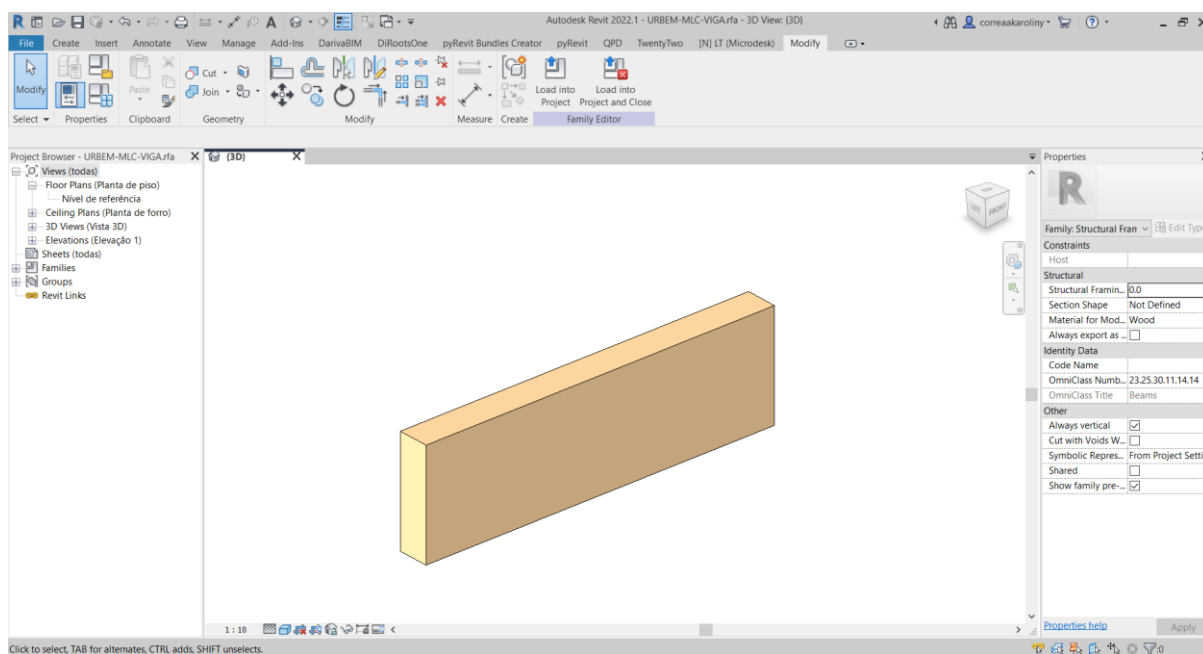 Autodesk Revit 2022.1 - URBEM-MLC-VIGA.rfa - 3D View: {3D}
correaakaroliny
File Create Insert Annotate View Manage Add-Ins DarivaBIM DiRootsOne pyRevit Bundles Creator pyRevit QPD TwentyTwo [N] LT (Microdesk) Modify
Modify
Paste
Cut
Join
Load into Project
Load into Project and Close
Select Properties Clipboard Geometry Modify Measure Create Family Editor
Project Browser - URBEM-MLC-VIGA.rfa
Views (todas)
Floor Plans (Planta de piso)
Nível de referência
Ceiling Plans (Planta de forro)
3D Views (Vista 3D)
Elevations (Elevação 1)
Sheets (todas)
Families
Groups
Revit Links
{3D}
TOP
LEFT
FRONT
1 : 10
Properties
Family: Structural Fran
Edit Type
Constraints
Host
Structural
Structural Framin... 0.0
Section Shape Not Defined
Material for Mod... Wood
Always export as ...
Identity Data
Code Name
OmniClass Numb... 23.25.30.11.14.14
OmniClass Title Beams
Other
Always vertical
Cut with Voids W...
Symbolic Repres... From Project Setti
Shared
Show family pre-...
Properties help
Apply
Click to select, TAB for alternates, CTRL adds, SHIFT unselects.
:0